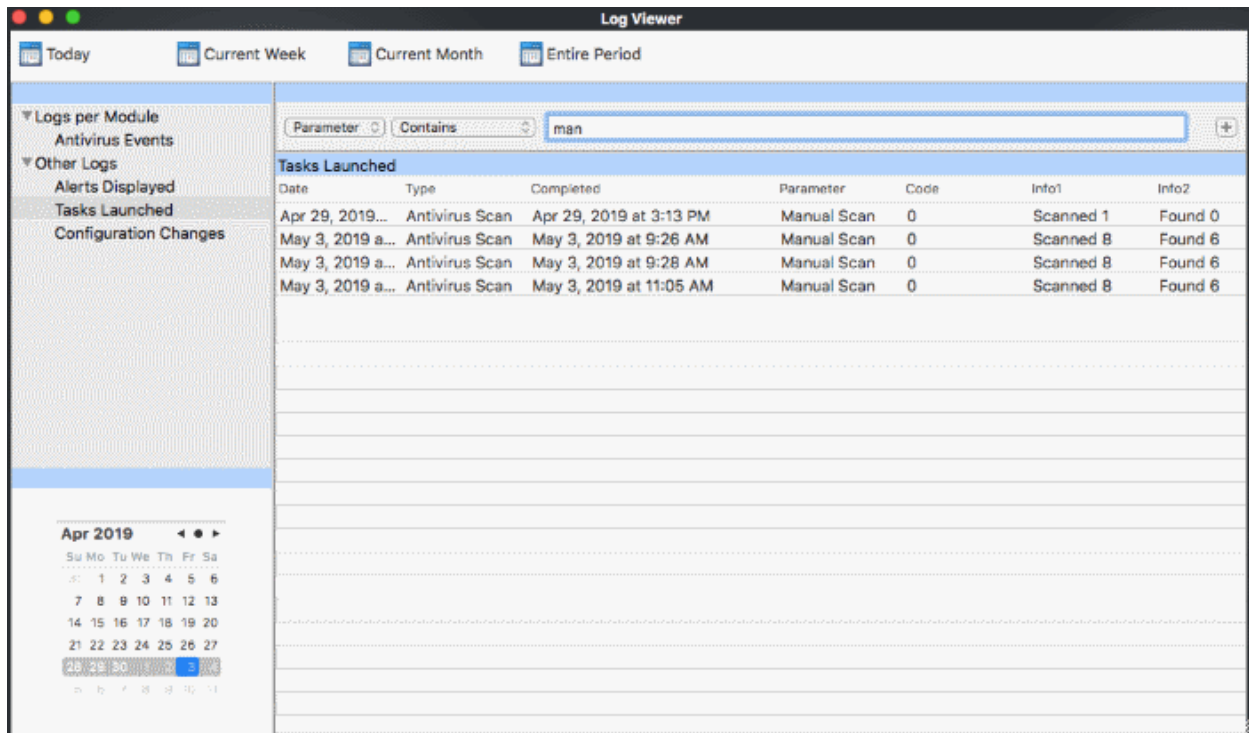 Log Viewer
Today Current Week Current Month Entire Period
Logs per Module
Antivirus Events
Other Logs
Alerts Displayed
Tasks Launched
Configuration Changes
Parameter Contains man
Tasks Launched
Date Type Completed Parameter Code Info1 Info2
Apr 29, 2019... Antivirus Scan Apr 29, 2019 at 3:13 PM Manual Scan 0 Scanned 1 Found 0
May 3, 2019 a... Antivirus Scan May 3, 2019 at 9:26 AM Manual Scan 0 Scanned 8 Found 6
May 3, 2019 a... Antivirus Scan May 3, 2019 at 9:28 AM Manual Scan 0 Scanned 8 Found 6
May 3, 2019 a... Antivirus Scan May 3, 2019 at 11:05 AM Manual Scan 0 Scanned 8 Found 6
Apr 2019
Su Mo Tu We Th Fr Sa
1 2 3 4 5 6
7 8 9 10 11 12 13
14 15 16 17 18 19 20
21 22 23 24 25 26 27
28 29 30 1 2 3 4